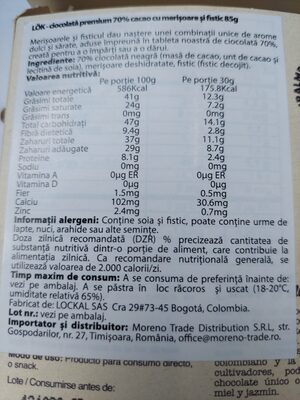 LÖK - ciocolată premium 70% cacao cu merișoare și fistic 85g
Merișoarele și fisticul dau naștere unei combinații unice de arome
dulci și sărate, aduse împreună în tableta noastră de ciocolată 70%,
creată pentru a o împărți sau a o dărui.
Ingrediente: 70% ciocolată neagră (masă de cacao, unt de cacao și
lecitină de soia), merișoare deshidratate, fistic (fistic decojit).
Valoarea nutritivă:
Pe porție 100g Pe porție 30g
Valoare energetică 586Kcal 175.8Kcal
Grăsimi totale 41g 12.3g
Grăsimi saturate 24g 7.2g
Grăsimi trans 0mg 0mg
Total carbohidrați 47g 14.1g
Fibră dietetică 9.4g 2.8g
Zaharuri totale 37g 11.1g
Zaharuri adăugate 29g 8.7g
Proteine 8.1g 2.4g
Sodiu 0mg 0mg
Vitamina A 0μg ER 0μg ER
Vitamina D 0μg 0μg
Fier 1.5mg 0.5mg
Calciu 102mg 30.6mg
Zinc 2.4mg 0.7mg
Informații alergeni: Conține soia și fistic, poate conține urme de
lapte, nuci, arahide sau alte semințe.
Doza zilnică recomandată (DZR) % precizează cantitatea de
substanță nutritivă dintr-o porție de aliment, care contribuie la
alimentația zilnică. Ca recomandare nutrițională generală, se
utilizează valoarea de 2.000 calorii/zi.
Timp maxim de consum: A se consuma de preferință înainte de:
vezi pe ambalaj. A se păstra în loc răcoros și uscat (18-20°C,
umiditate relativă 65%).
Fabricat de: LOCKAL SAS Cra 29#73-45 Bogotá, Colombia.
Lot nr.: vezi pe ambalaj.
Importator și distribuitor: Moreno Trade Distribution S.R.L, str.
Gospodarilor, nr. 27, Timișoara, România, office@moreno-trade.ro.
Modo de uso: Producto para consumo directo,
o snack.
Lote / Consumirse antes de:
colombiano y la
cultivadores, pod
chocolate único o
miel y jazmín.